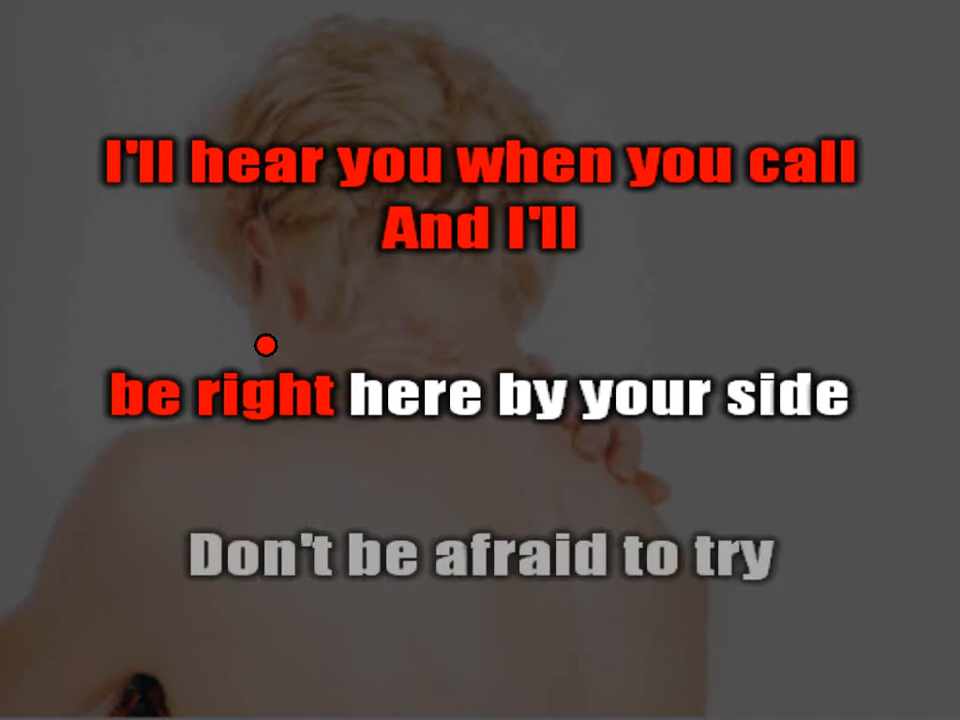 I'll hear you when you call
And I'll
be right here by your side
Don't be afraid to try